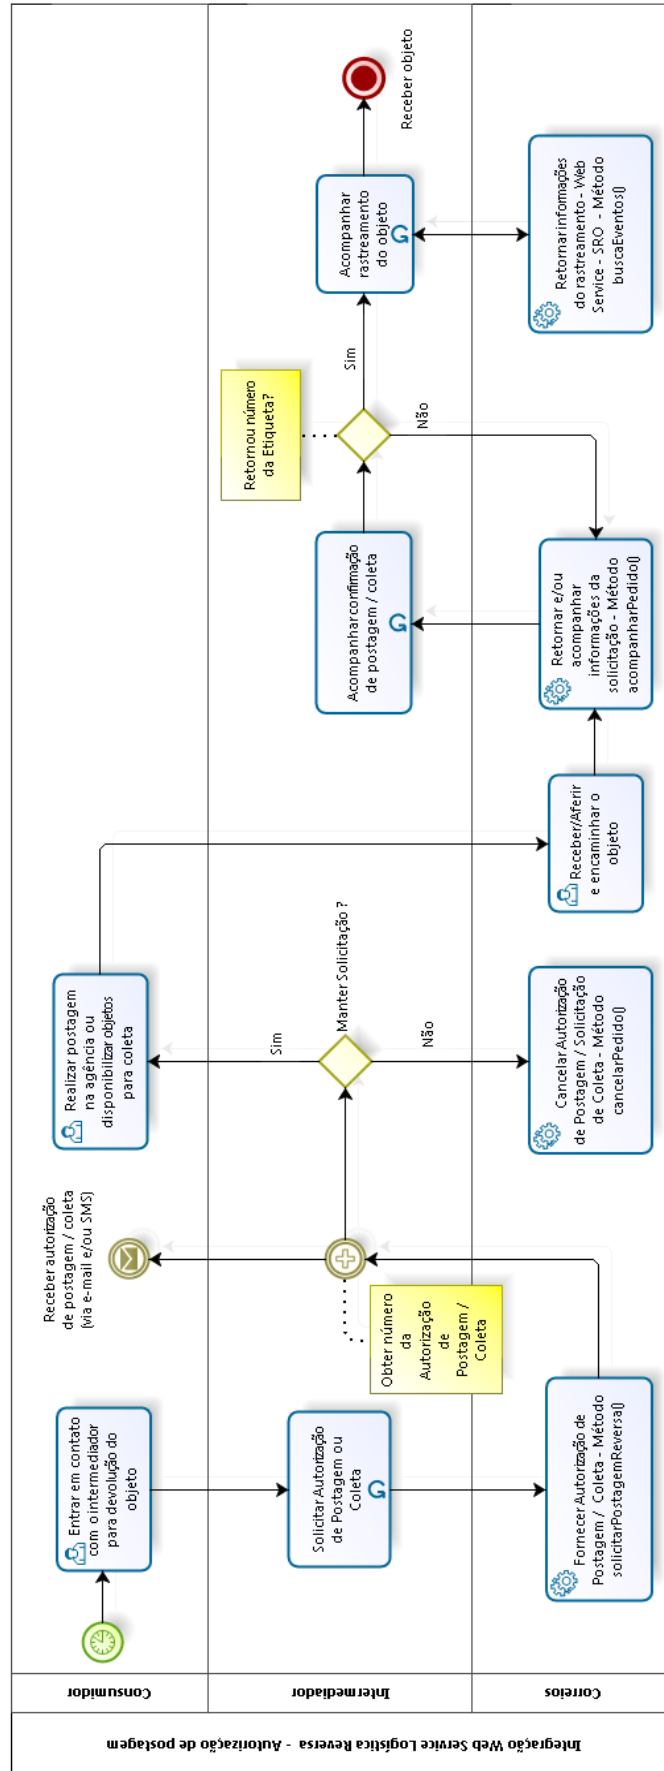 Integração Web Service Logística Reversa - Autorização de postagem
Consumidor
Intermediador
Correios
Entrar em contato
com o intermediador
para devolução do
objeto
Receber autorização
de postagem / coleta
(via e-mail e/ou SMS)
Realizar postagem
na agência ou
disponibilizar objetos
para coleta
Solicitar Autorização
de Postagem ou
Coleta
Obter número
da
Autorização
de
Postagem /
Coleta
Manter Solicitação ?
Sim
Não
Acompanhar confirmação
de postagem / coleta
Retornou número
da Etiqueta?
Sim
Não
Acompanhar
rastreamento
do objeto
Receber objeto
Fornecer Autorização de
Postagem / Coleta - Método
solicitarPostagemReversa()
Cancelar Autorização
de Postagem / Solicitação
de Coleta - Método
cancelarPedido()
Receber/Aferir
e encaminhar o
objeto
Retornar e/ou
acompanhar
informações da
solicitação - Método
acompanharPedido()
Retornar informações
do rastreamento - Web
Service - SRO - Método
buscaEventos()